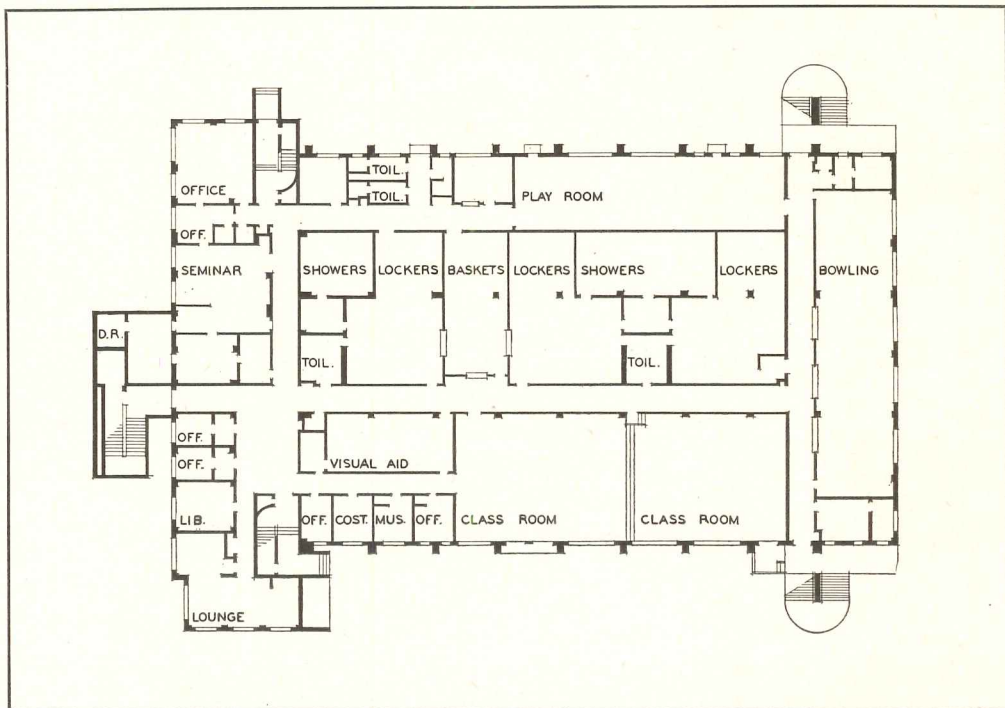 TOIL.
OFFICE
TOIL.
PLAY ROOM
OFF.
SEMINAR
SHOWERS
LOCKERS
BASKETS
LOCKERS
SHOWERS
LOCKERS
BOWLING
D.R.
TOIL.
TOIL.
OFF.
OFF.
VISUAL AID
LIB.
OFF.
COST.
MUS.
OFF.
CLASS ROOM
CLASS ROOM
LOUNGE